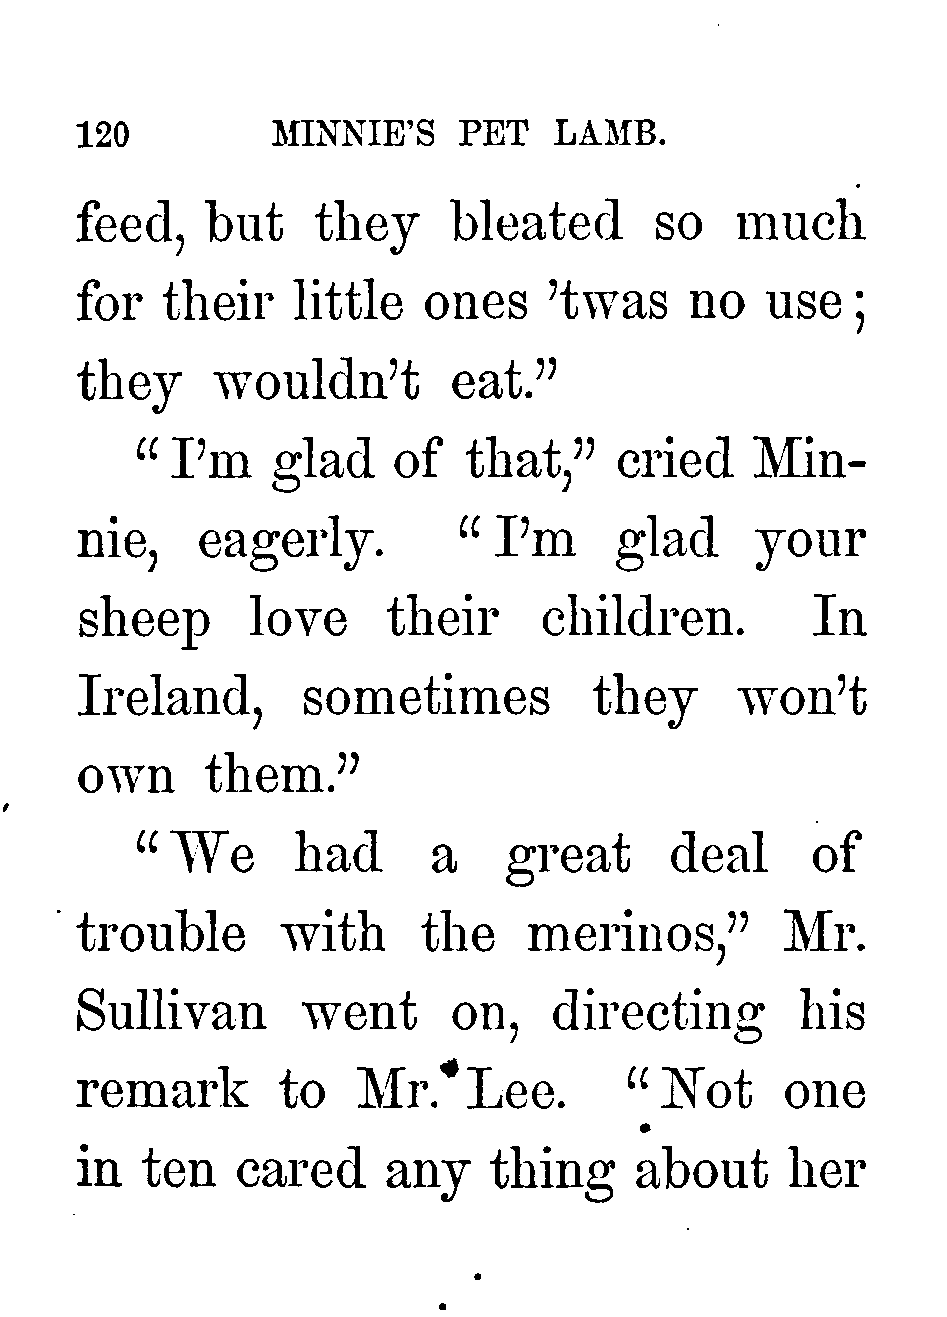 120 MINNIE'S PET LAMB.
feed, but they bleated so much
for their little ones 'twas no use;
they wouldn't eat."
"I'm glad of that," cried Min-
nie, eagerly. "I'm glad your
sheep love their children. In
Ireland, sometimes they won't
own them."
"We had a great deal of
trouble with the merinos," Mr.
Sullivan went on, directing his
remark to Mr. Lee. "Not one
in ten cared any thing about her